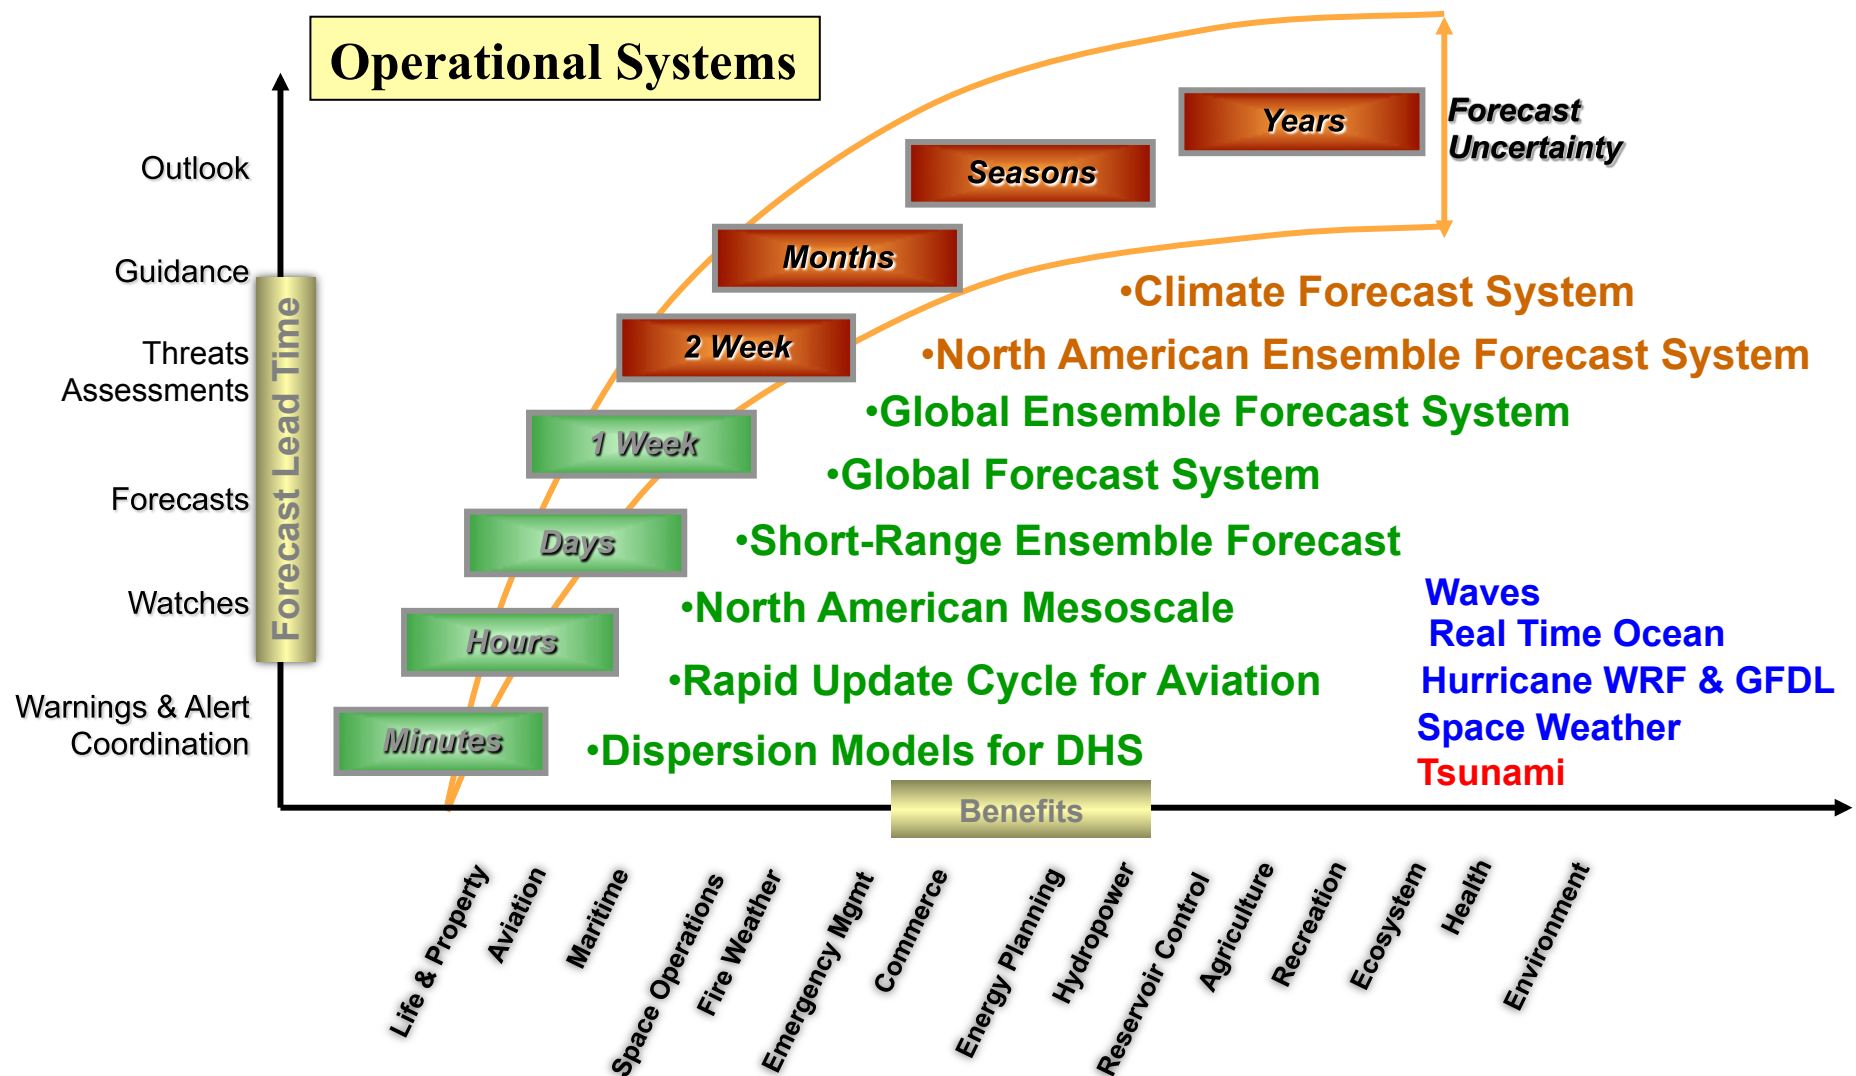 Operational Systems
Outlook
Guidance
Threats
Assessments
Forecasts
Watches
Warnings & Alert
Coordination
Forecast Lead Time
Years
Seasons
Months
2 Week
1 Week
Days
Hours
Minutes
Forecast
Uncertainty
•Climate Forecast System
•North American Ensemble Forecast System
•Global Ensemble Forecast System
•Global Forecast System
•Short-Range Ensemble Forecast
•North American Mesoscale
•Rapid Update Cycle for Aviation
•Dispersion Models for DHS
Waves
Real Time Ocean
Hurricane WRF & GFDL
Space Weather
Tsunami
Benefits
Life & Property
Aviation
Maritime
Space Operations
Fire Weather
Emergency Mgmt
Commerce
Energy Planning
Hydropower
Reservoir Control
Agriculture
Recreation
Ecosystem
Health
Environment